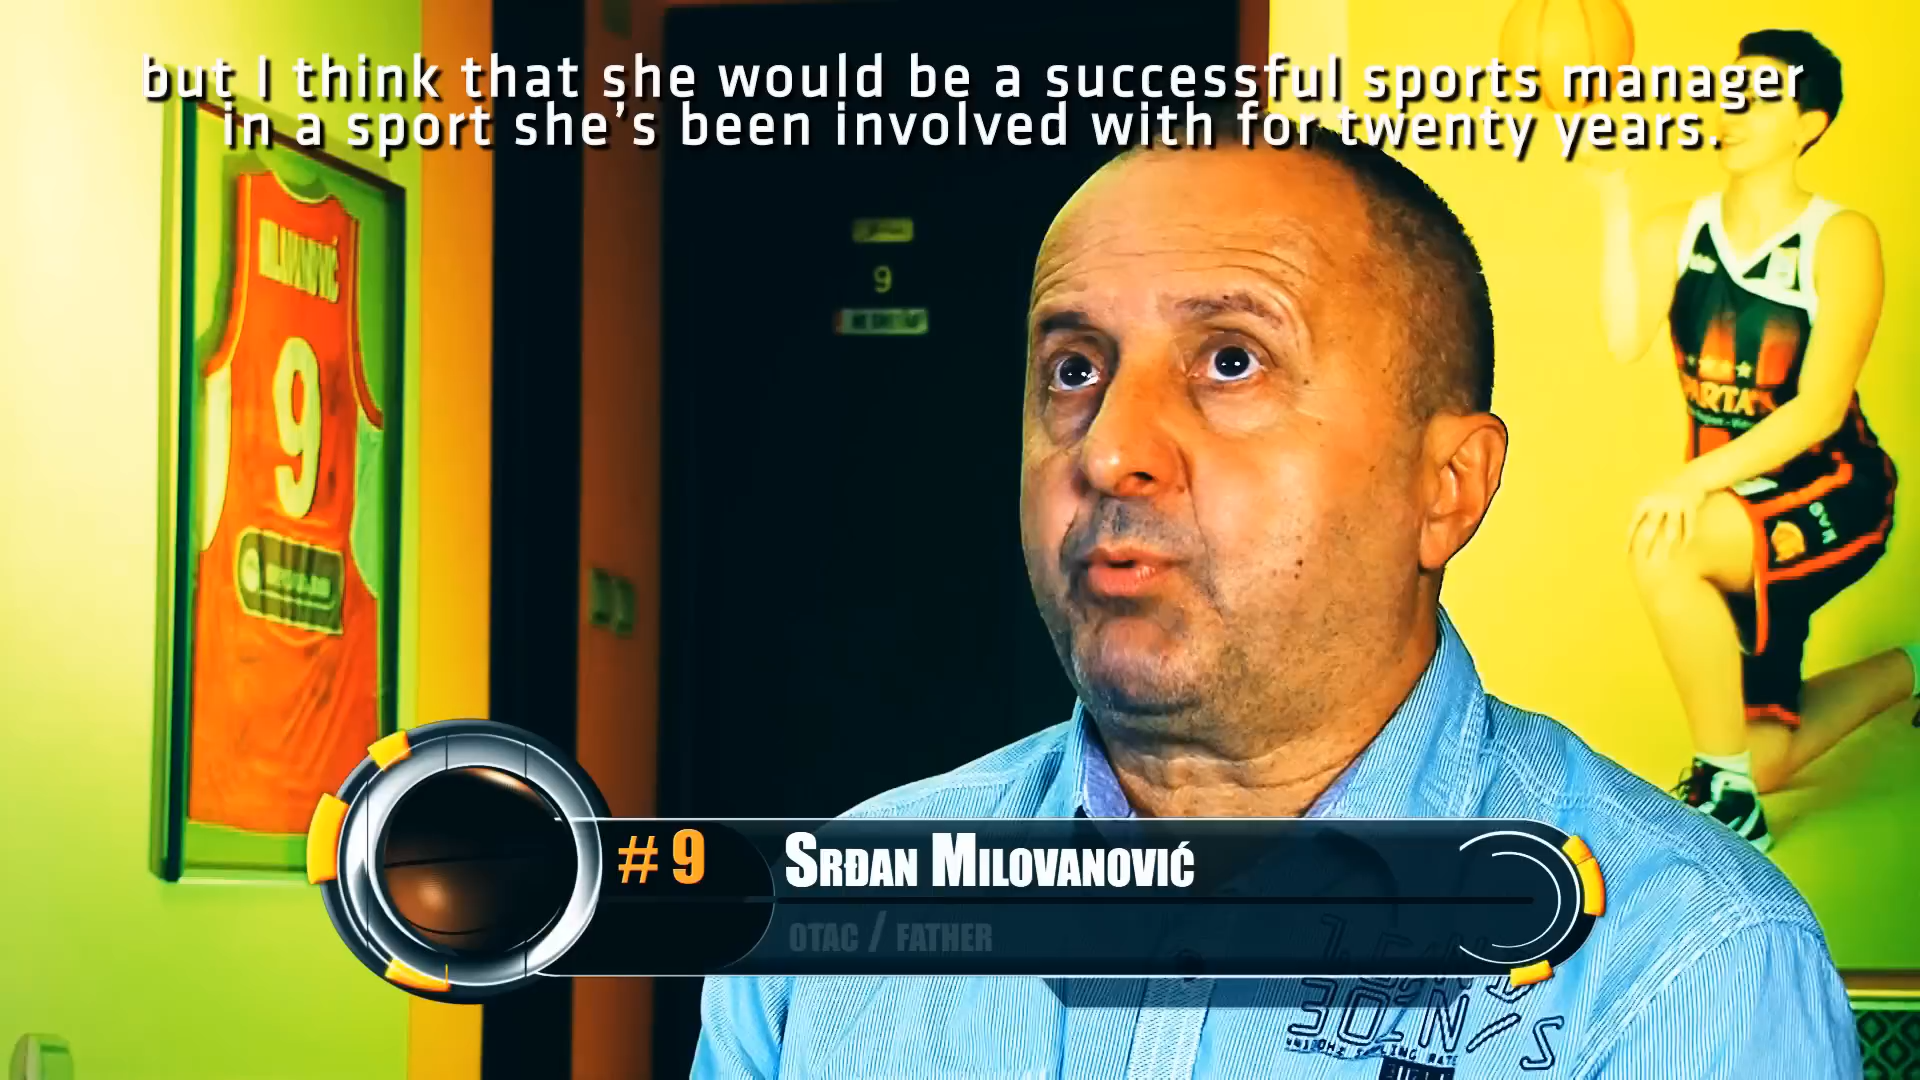 but I think that she would be a successful sports manager
in a sport she's been involved with for twenty years.
MILOVANOVIĆ
9
9
# 9
SRĐAN MILOVANOVIĆ
OTAC / FATHER